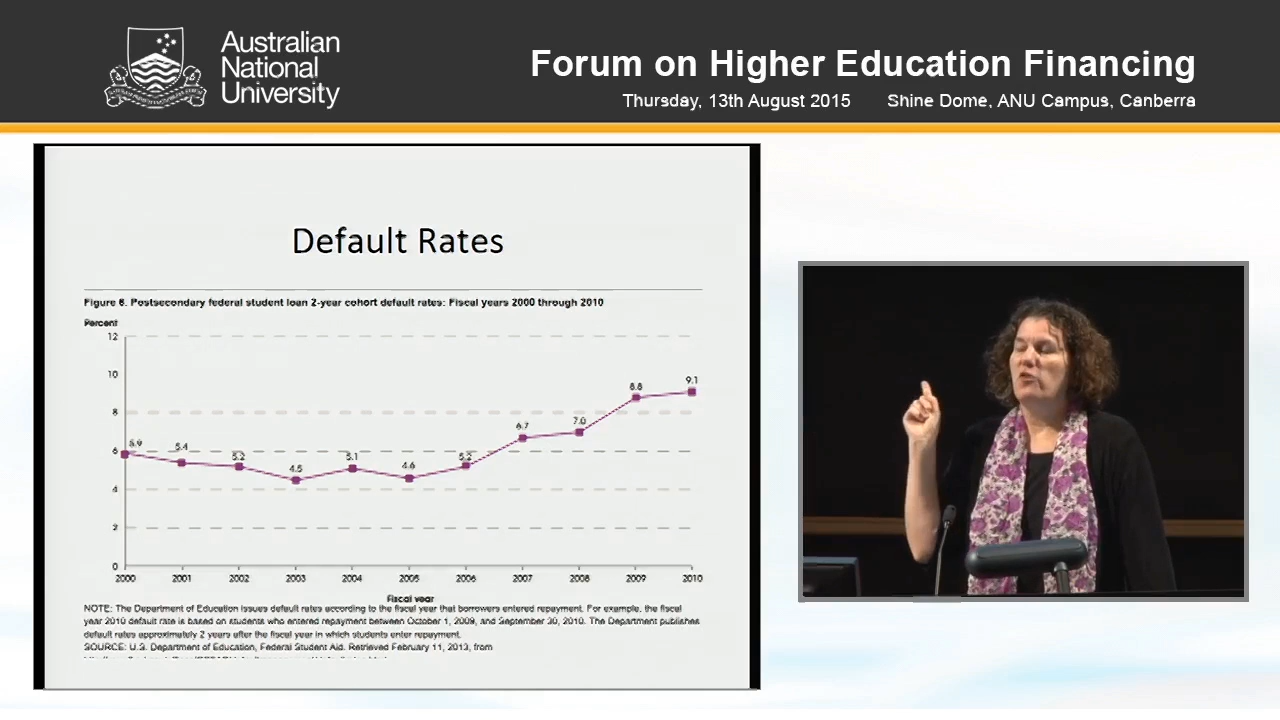 Australian
National
University
Forum on Higher Education Financing
Thursday, 13th August 2015 Shine Dome, ANU Campus, Canberra
Default Rates
Figure 6. Postsecondary federal student loan 2-year cohort default rates: Fiscal years 2000 through 2010
Percent
12
10
8
6
4
2
0
5.9
5.4
5.2
4.5
5.1
4.6
5.2
6.7
7.0
8.8
9.1
2000 2001 2002 2003 2004 2005 2006 2007 2008 2009 2010
Fiscal year
NOTE: The Department of Education issues default rates according to the fiscal year that borrowers entered repayment. For example, the fiscal
year 2010 default rate is based on students who entered repayment between October 1, 2009, and September 30, 2010. The Department publishes
default rates approximately 2 years after the fiscal year in which students enter repayment.
SOURCE: U.S. Department of Education, Federal Student Aid. Retrieved February 11, 2013, from